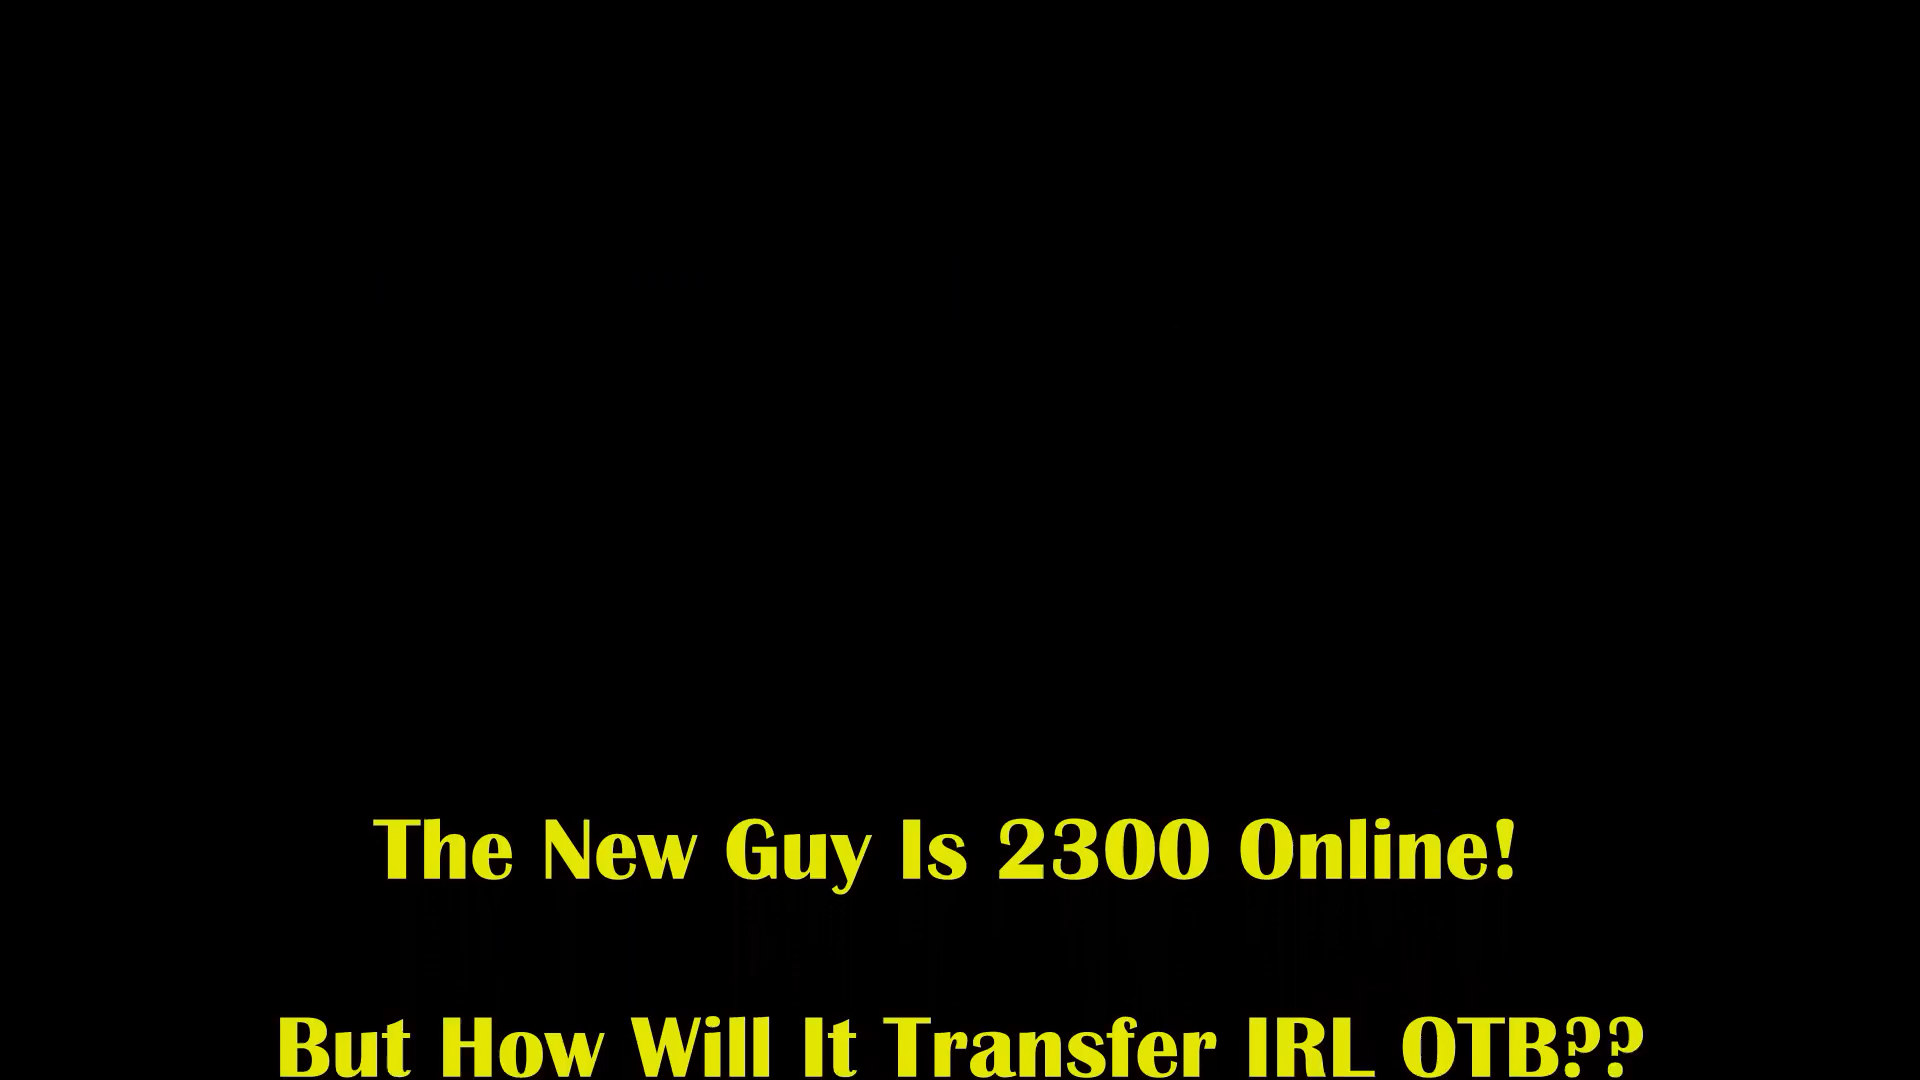 The New Guy Is 2300 Online!
But How Will It Transfer IRL OTB??